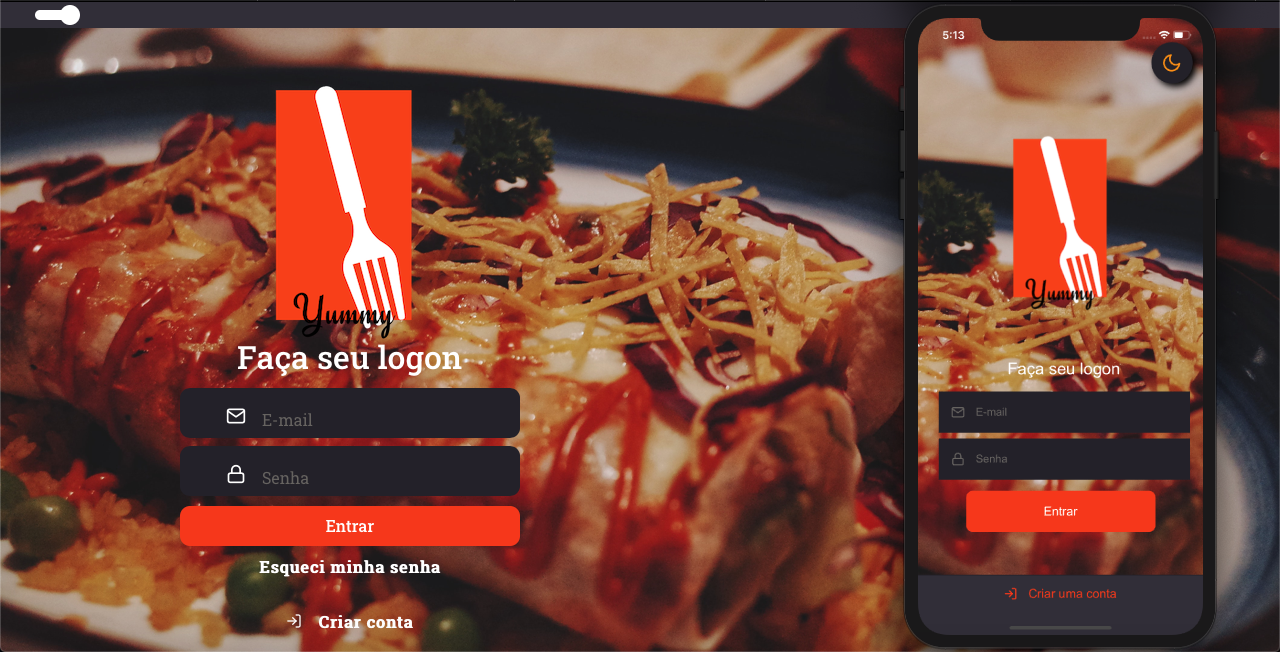 Yummy
Faça seu logon
E-mail
Senha
Entrar
Esqueci minha senha
Criar conta
5:13
Yummy
Faça seu logon
E-mail
Senha
Entrar
Criar uma conta